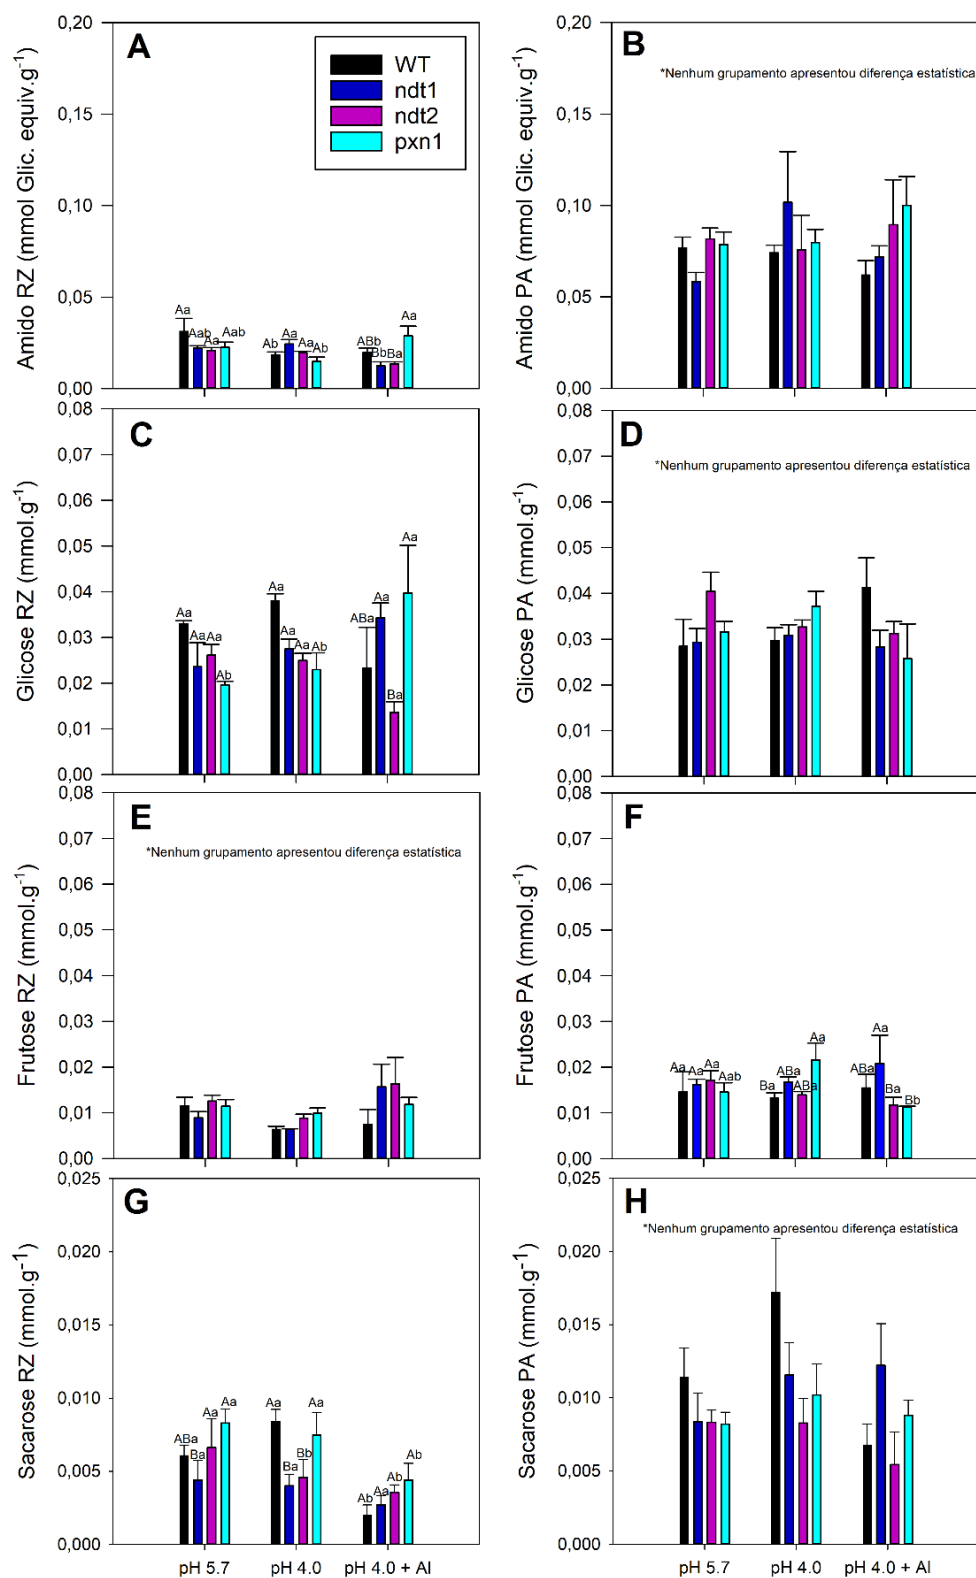 A
WT
ndt1
ndt2
pxn1
Amido RZ (mmol Glic. equiv.g⁻¹)
0,20
0,15
0,10
0,05
0,00
Aa Aab Aa Aab
Ab Aa Aa Ab
ABb Bb Ba Aa
B
*Nenhum grupamento apresentou diferença estatística
Amido PA (mmol Glic. equiv.g⁻¹)
0,20
0,15
0,10
0,05
0,00
C
Glicose RZ (mmol.g⁻¹)
0,08
0,07
0,06
0,05
0,04
0,03
0,02
0,01
0,00
Aa Aa Aa Ab
Aa Aa Aa Ab
ABa Aa Ba Aa
D
*Nenhum grupamento apresentou diferença estatística
Glicose PA (mmol.g⁻¹)
0,08
0,07
0,06
0,05
0,04
0,03
0,02
0,01
0,00
E
*Nenhum grupamento apresentou diferença estatística
Frutose RZ (mmol.g⁻¹)
0,08
0,07
0,06
0,05
0,04
0,03
0,02
0,01
0,00
F
Frutose PA (mmol.g⁻¹)
0,08
0,07
0,06
0,05
0,04
0,03
0,02
0,01
0,00
Aa Aa Aa Aab
Ba ABa ABa Aa
ABa Aa Ba Bb
G
Sacarose RZ (mmol.g⁻¹)
0,025
0,020
0,015
0,010
0,005
0,000
ABa Ba Aa Aa
Aa Ba Bb Aa
Ab Aa Ab Ab
pH 5.7 pH 4.0 pH 4.0 + Al
H
*Nenhum grupamento apresentou diferença estatística
Sacarose PA (mmol.g⁻¹)
0,025
0,020
0,015
0,010
0,005
0,000
pH 5.7 pH 4.0 pH 4.0 + Al